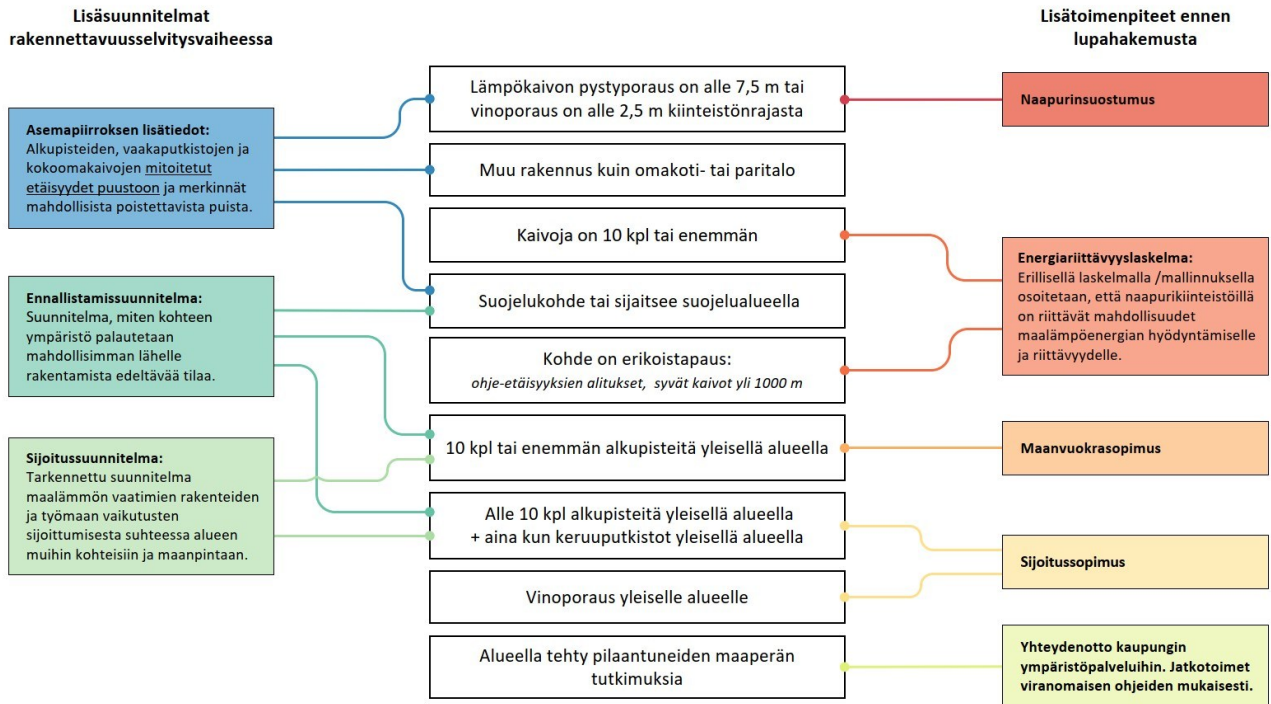 Lisäsuunnitelmat
rakennettavuusselvitysvaiheessa
Asemapiirroksen lisätiedot:
Alkupisteiden, vaakaputkistojen ja
kokoomakaivojen mitoitetut
etäisyydet puustoon ja merkinnät
mahdollisista poistettavista puista.
Ennallistamissuunnitelma:
Suunnitelma, miten kohteen
ympäristö palautetaan
mahdollisimman lähelle
rakentamista edeltävää tilaa.
Sijoitussuunnitelma:
Tarkennettu suunnitelma
maalämmön vaatimien rakenteiden
ja työmaan vaikutusten
sijoittumisesta suhteessa alueen
muihin kohteisiin ja maanpintaan.
Lämpökaivon pystyporaus on alle 7,5 m tai
vinoporaus on alle 2,5 m kiinteistönrajasta
Muu rakennus kuin omakoti- tai paritalo
Kaivoja on 10 kpl tai enemmän
Suojelukohde tai sijaitsee suojelualueella
Kohde on erikoistapaus:
ohje-etäisyyksien alitukset, syvät kaivot yli 1000 m
10 kpl tai enemmän alkupisteitä yleisellä alueella
Alle 10 kpl alkupisteitä yleisellä alueella
+ aina kun keruuputkistot yleisellä alueella
Vinoporaus yleiselle alueelle
Alueella tehty pilaantuneiden maaperän
tutkimuksia
Lisätoimenpiteet ennen
lupahakemusta
Naapurinsuostumus
Energiariittävyyslaskelma:
Erillisellä laskelmalla /mallinnuksella
osoitetaan, että naapurikiinteistöillä
on riittävät mahdollisuudet
maalämpöenergian hyödyntämiselle
ja riittävyydelle.
Maanvuokrasopimus
Sijoitussopimus
Yhteydenotto kaupungin
ympäristöpalveluihin. Jatkotoimet
viranomaisen ohjeiden mukaisesti.